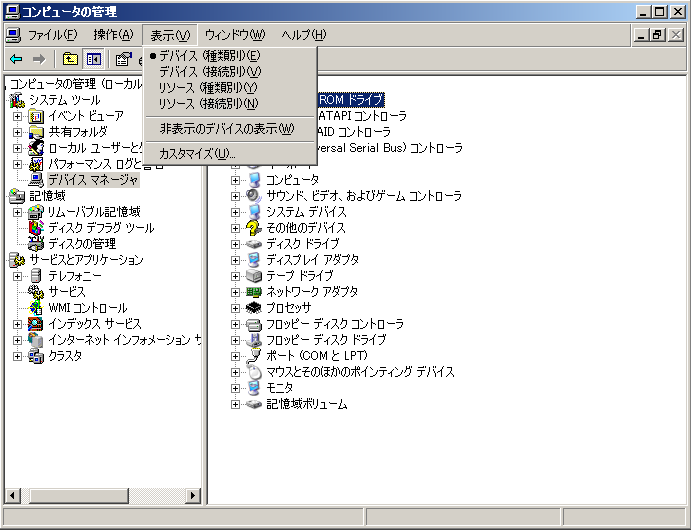 コンピュータの管理
ファイル(F) 操作(A) 表示(V) ウィンドウ(W) ヘルプ(H)
デバイス (種類別)(E)
デバイス (接続別)(V)
リソース (種類別)(Y)
リソース (接続別)(N)
非表示のデバイスの表示(W)
カスタマイズ(U)...
コンピュータの管理 (ローカル
システム ツール
イベント ビューア
共有フォルダ
ローカル ユーザーと
パフォーマンス ログと
デバイス マネージャ
記憶域
リムーバブル記憶域
ディスク デフラグ ツール
ディスクの管理
サービスとアプリケーション
テレフォニー
サービス
WMI コントロール
インデックス サービス
インターネット インフォメーション サ
クラスタ
ROM ドライブ
ATAPI コントローラ
AID コントローラ
versal Serial Bus) コントローラ
コンピュータ
サウンド、ビデオ、およびゲーム コントローラ
システム デバイス
その他のデバイス
ディスク ドライブ
ディスプレイ アダプタ
テープ ドライブ
ネットワーク アダプタ
プロセッサ
フロッピー ディスク コントローラ
フロッピー ディスク ドライブ
ポート (COM と LPT)
マウスとそのほかのポインティング デバイス
モニタ
記憶域ボリューム